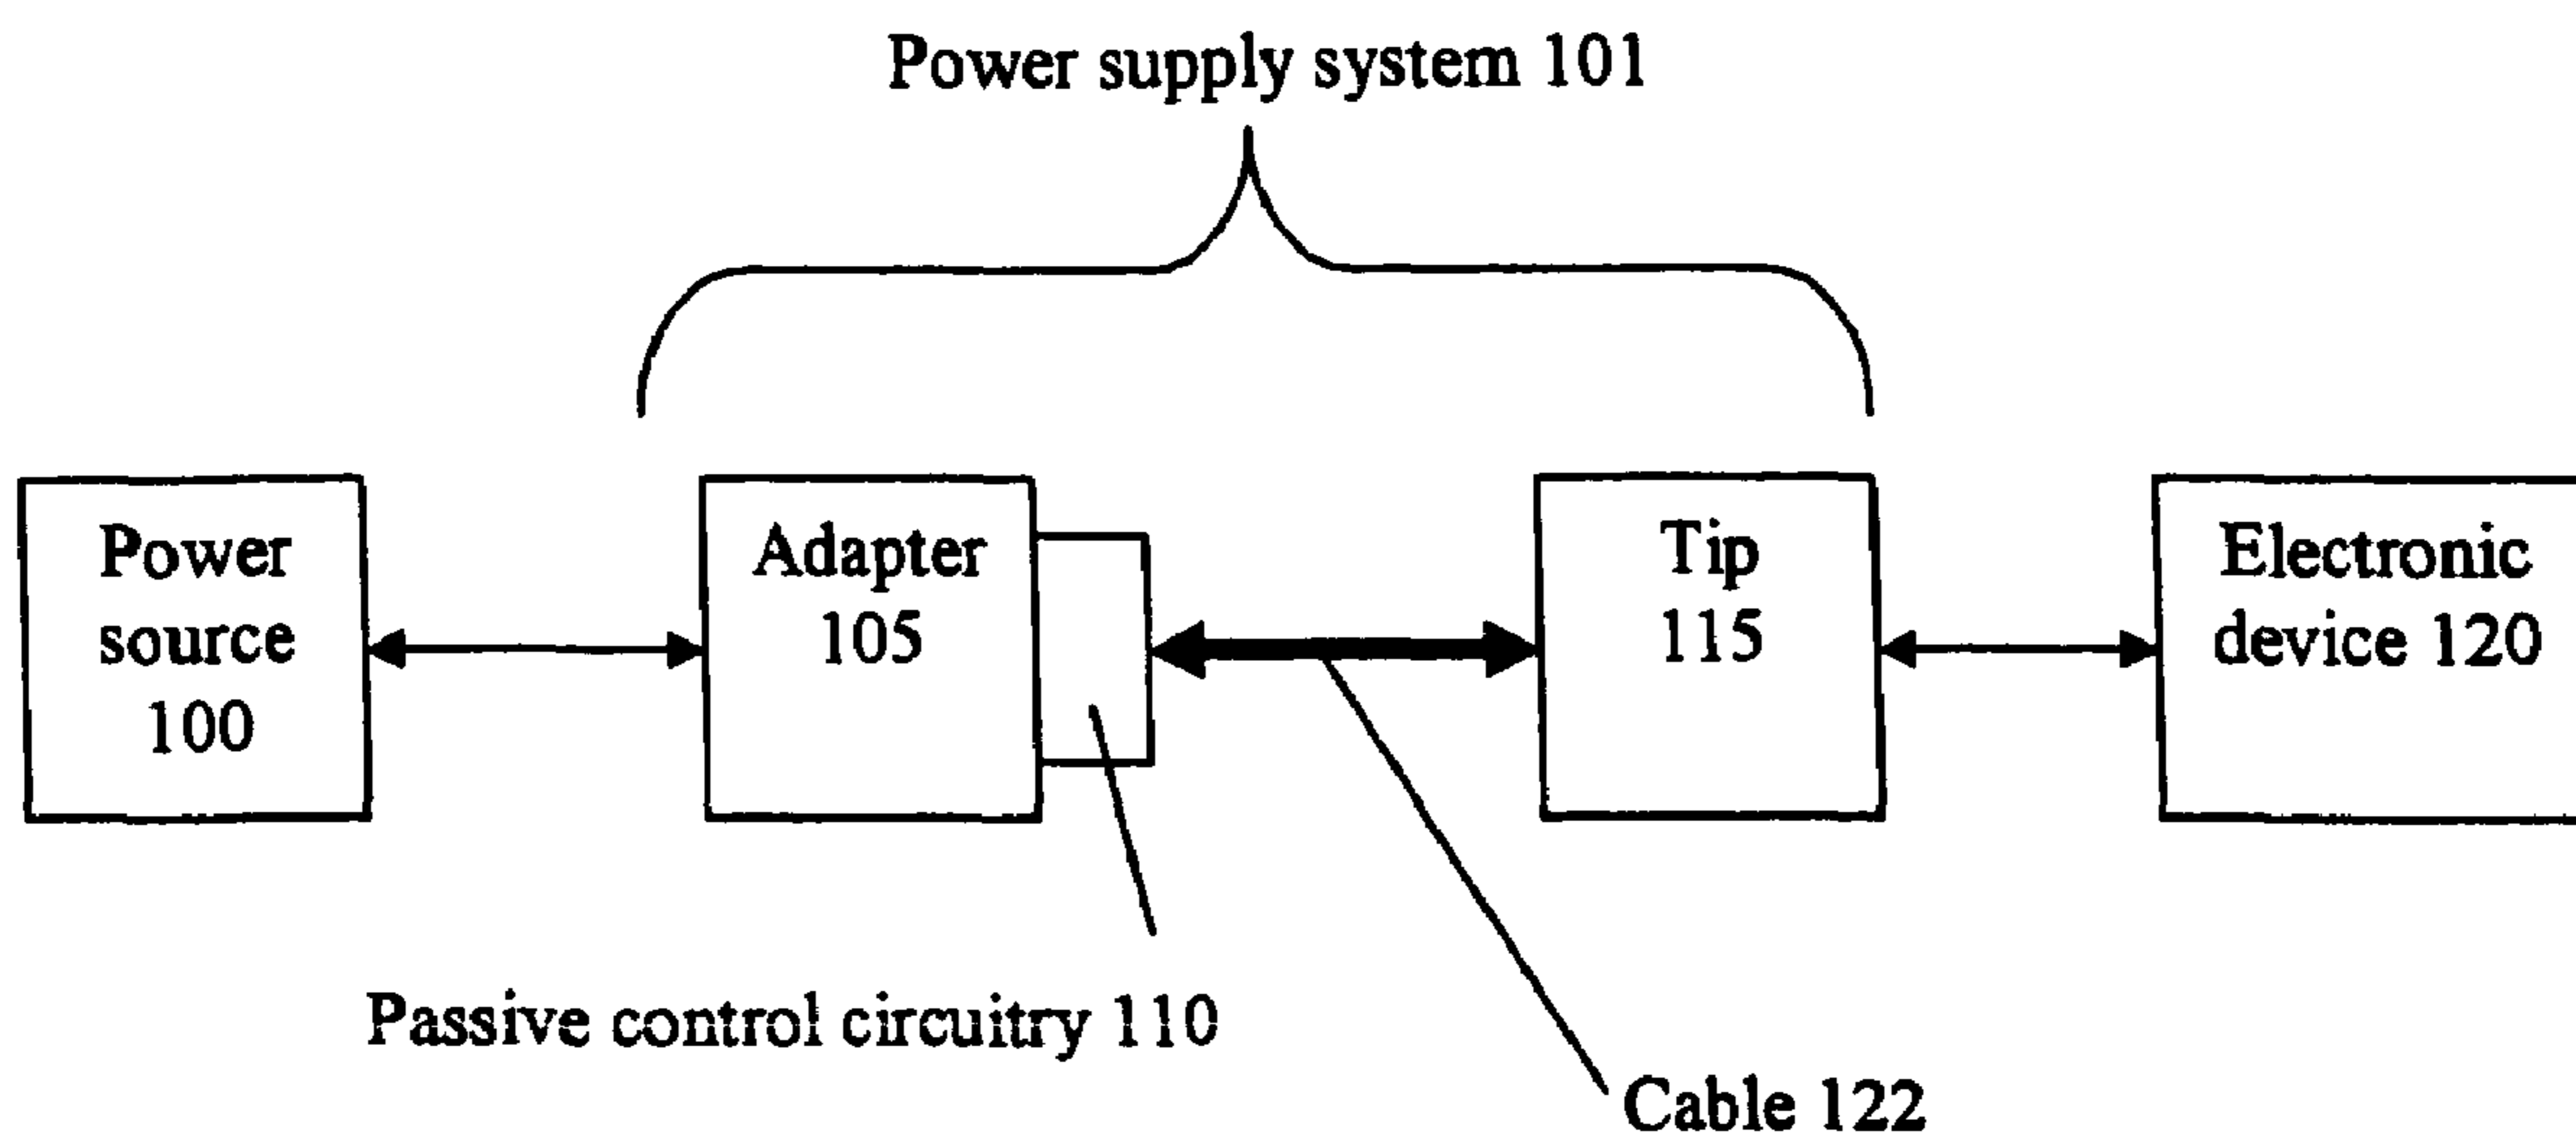 Power supply system 101
Power
source
100
Adapter
105
Tip
115
Electronic
device 120
Passive control circuitry 110
Cable 122